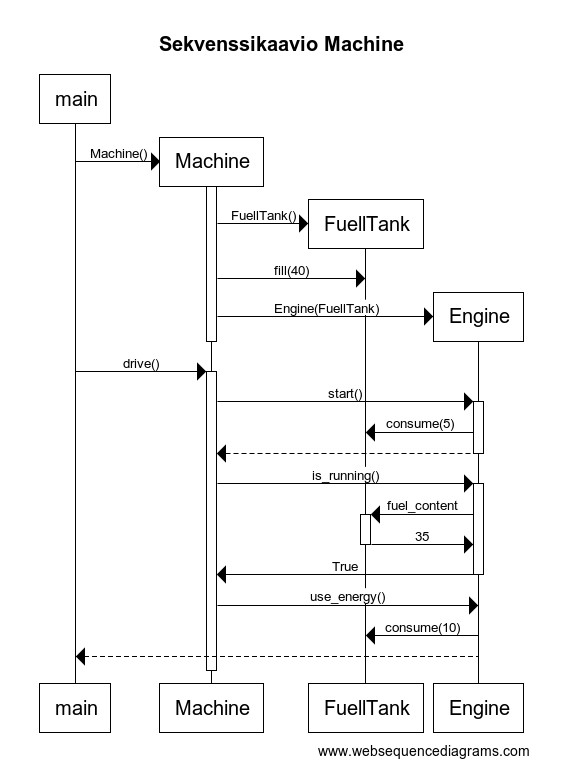 Sekvenssikaavio Machine
main
Machine()
Machine
FuellTank()
FuellTank
fill(40)
Engine(FuellTank)
Engine
drive()
start()
consume(5)
is_running()
fuel_content
35
True
use_energy()
consume(10)
main
Machine
FuellTank
Engine
www.websequencediagrams.com